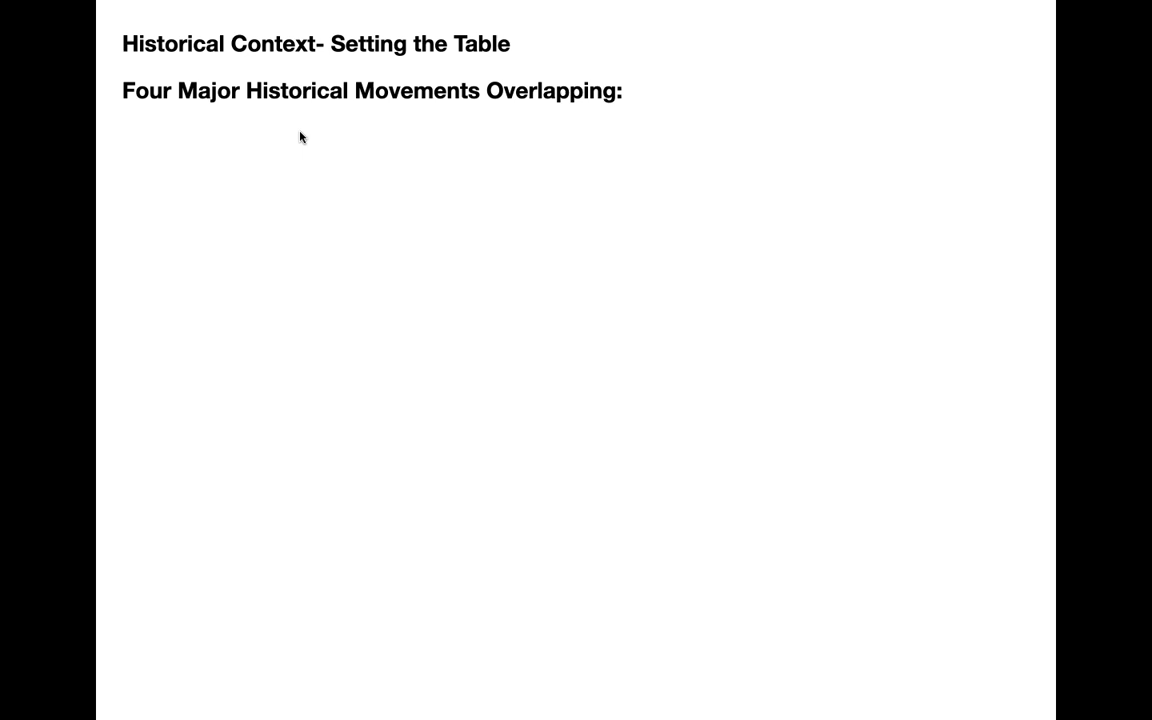 Historical Context- Setting the Table
Four Major Historical Movements Overlapping: